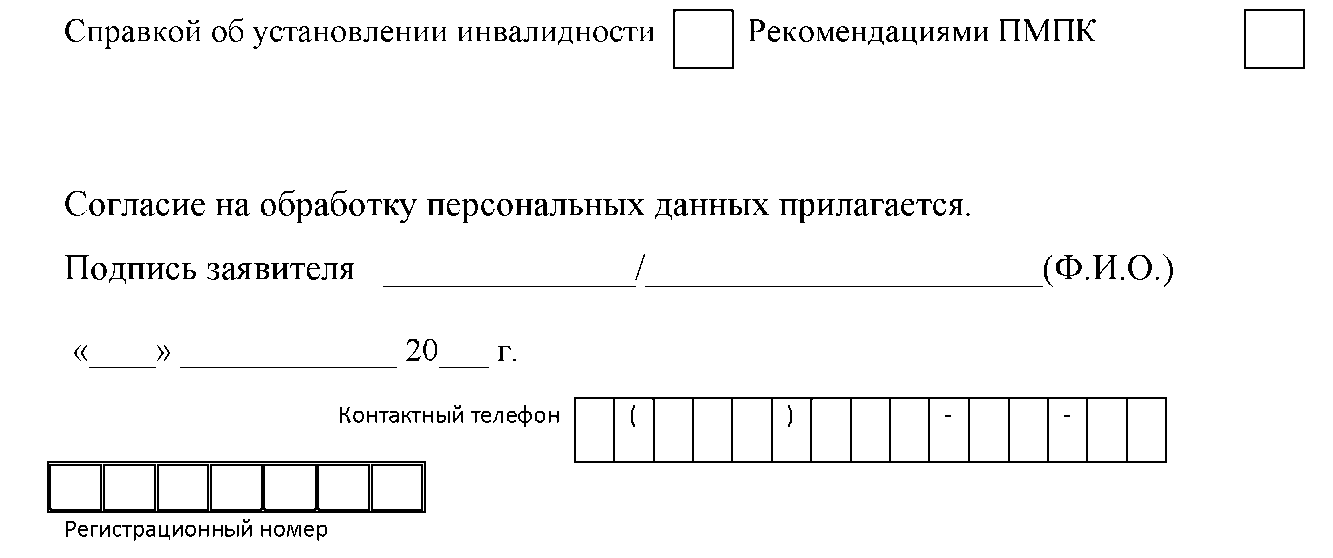 Справкой об установлении инвалидности Рекомендациями ПМПК
Согласие на обработку персональных данных прилагается.
Подпись заявителя _______________/________________________(Ф.И.О.)
«____» _____________ 20___ г.
Контактный телефон ( ) - -
Регистрационный номер